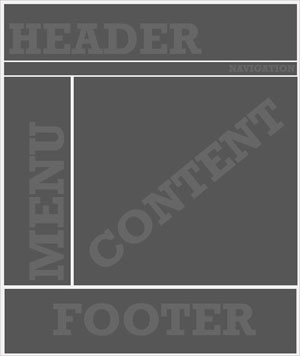 HEADER
NAVIGATION
MENU
CONTENT
FOOTER